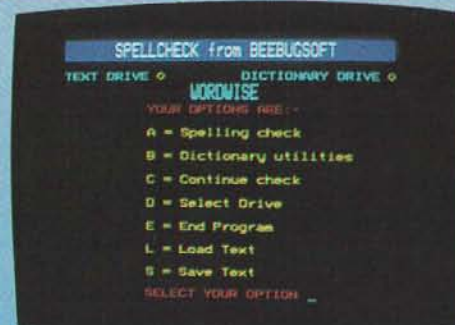 SPELLCHECK from BEEBUGSOFT
TEXT DRIVE 0 DICTIONARY DRIVE 0
WORDWISE
YOUR OPTIONS ARE:-
A = Spelling check
B = Dictionary utilities
C = Continue check
D = Select Drive
E = End Program
L = Load Text
S = Save Text
SELECT YOUR OPTION _